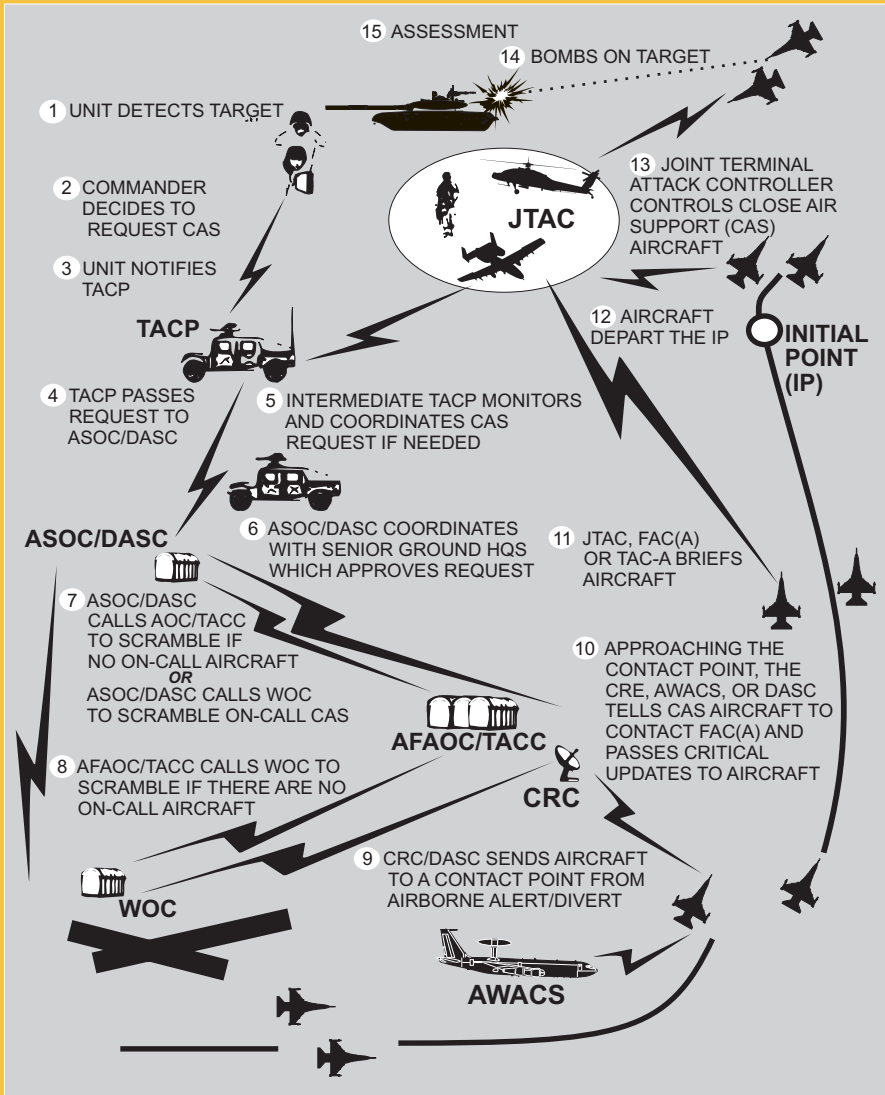 15 ASSESSMENT
14 BOMBS ON TARGET
1 UNIT DETECTS TARGET
2 COMMANDER
DECIDES TO
REQUEST CAS
3 UNIT NOTIFIES
TACP
JTAC
13 JOINT TERMINAL
ATTACK CONTROLLER
CONTROLS CLOSE AIR
SUPPORT (CAS)
AIRCRAFT
TACP
12 AIRCRAFT
DEPART THE IP
INITIAL
POINT
(IP)
4 TACP PASSES
REQUEST TO
ASOC/DASC
5 INTERMEDIATE TACP MONITORS
AND COORDINATES CAS
REQUEST IF NEEDED
ASOC/DASC
6 ASOC/DASC COORDINATES
WITH SENIOR GROUND HQS
WHICH APPROVES REQUEST
11 JTAC, FAC(A)
OR TAC-A BRIEFS
AIRCRAFT
7 ASOC/DASC
CALLS AOC/TACC
TO SCRAMBLE IF
NO ON-CALL AIRCRAFT
OR
ASOC/DASC CALLS WOC
TO SCRAMBLE ON-CALL CAS
10 APPROACHING THE
CONTACT POINT, THE
CRE, AWACS, OR DASC
TELLS CAS AIRCRAFT TO
CONTACT FAC(A) AND
PASSES CRITICAL
UPDATES TO AIRCRAFT
AFAOC/TACC
8 AFAOC/TACC CALLS WOC TO
SCRAMBLE IF THERE ARE NO
ON-CALL AIRCRAFT
CRC
9 CRC/DASC SENDS AIRCRAFT
TO A CONTACT POINT FROM
AIRBORNE ALERT/DIVERT
WOC
AWACS